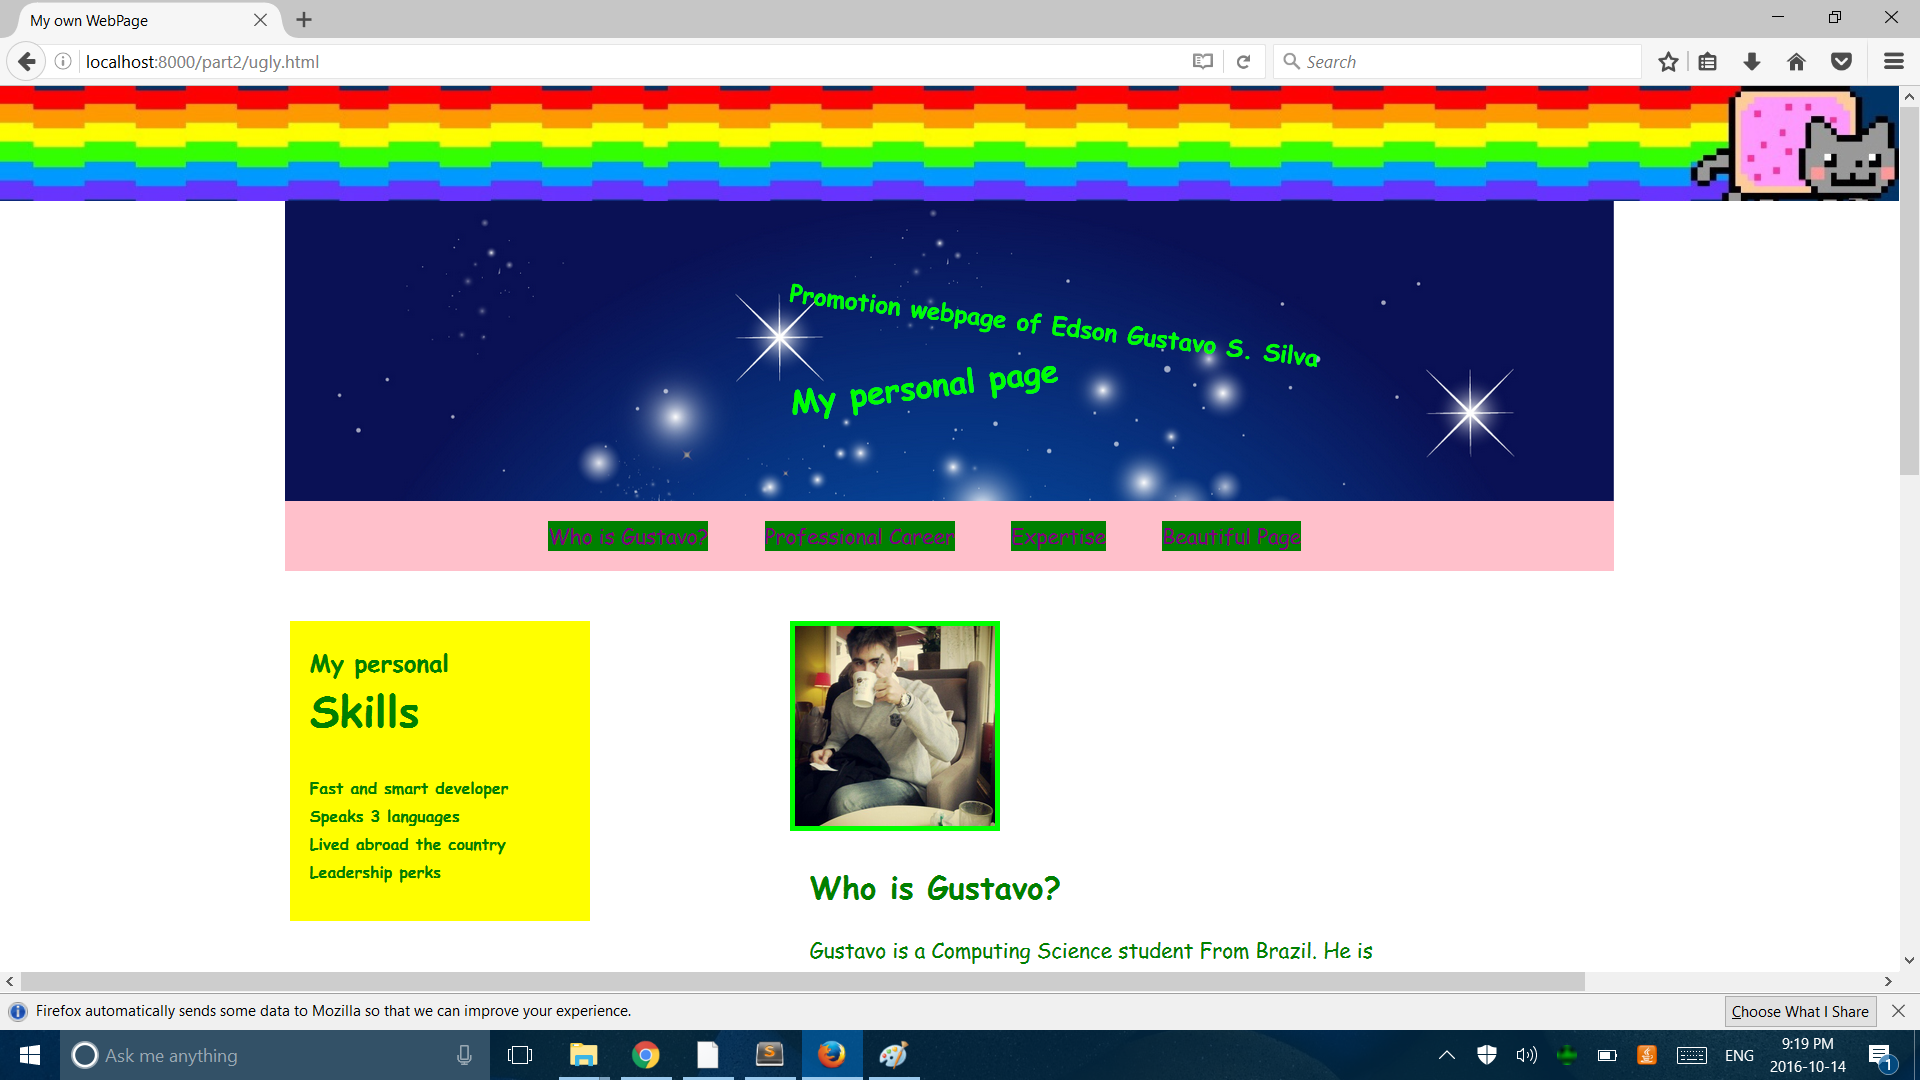 My own WebPage
localhost:8000/part2/ugly.html
Search
Promotion webpage of Edson Gustavo S. Silva
My personal page
Who is Gustavo? Professional Career Expertise Beautiful Page
My personal
Skills
Fast and smart developer
Speaks 3 languages
Lived abroad the country
Leadership perks
Who is Gustavo?
Gustavo is a Computing Science student From Brazil. He is
Firefox automatically sends some data to Mozilla so that we can improve your experience.
Choose What I Share
Ask me anything
S
ENG
9:19 PM
2016-10-14
1